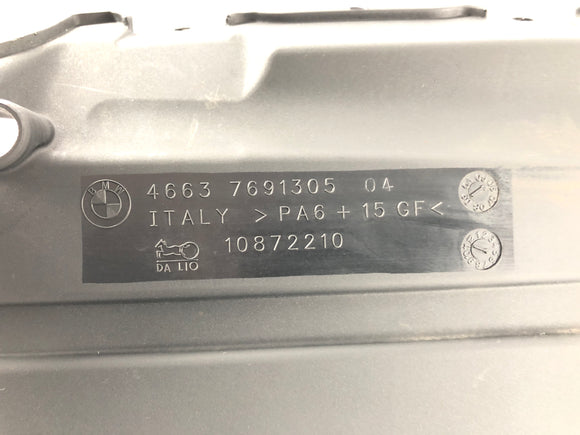 BMW
4663 7691305 04
ITALY >PA6+15 GF<
10872210
DA LIO